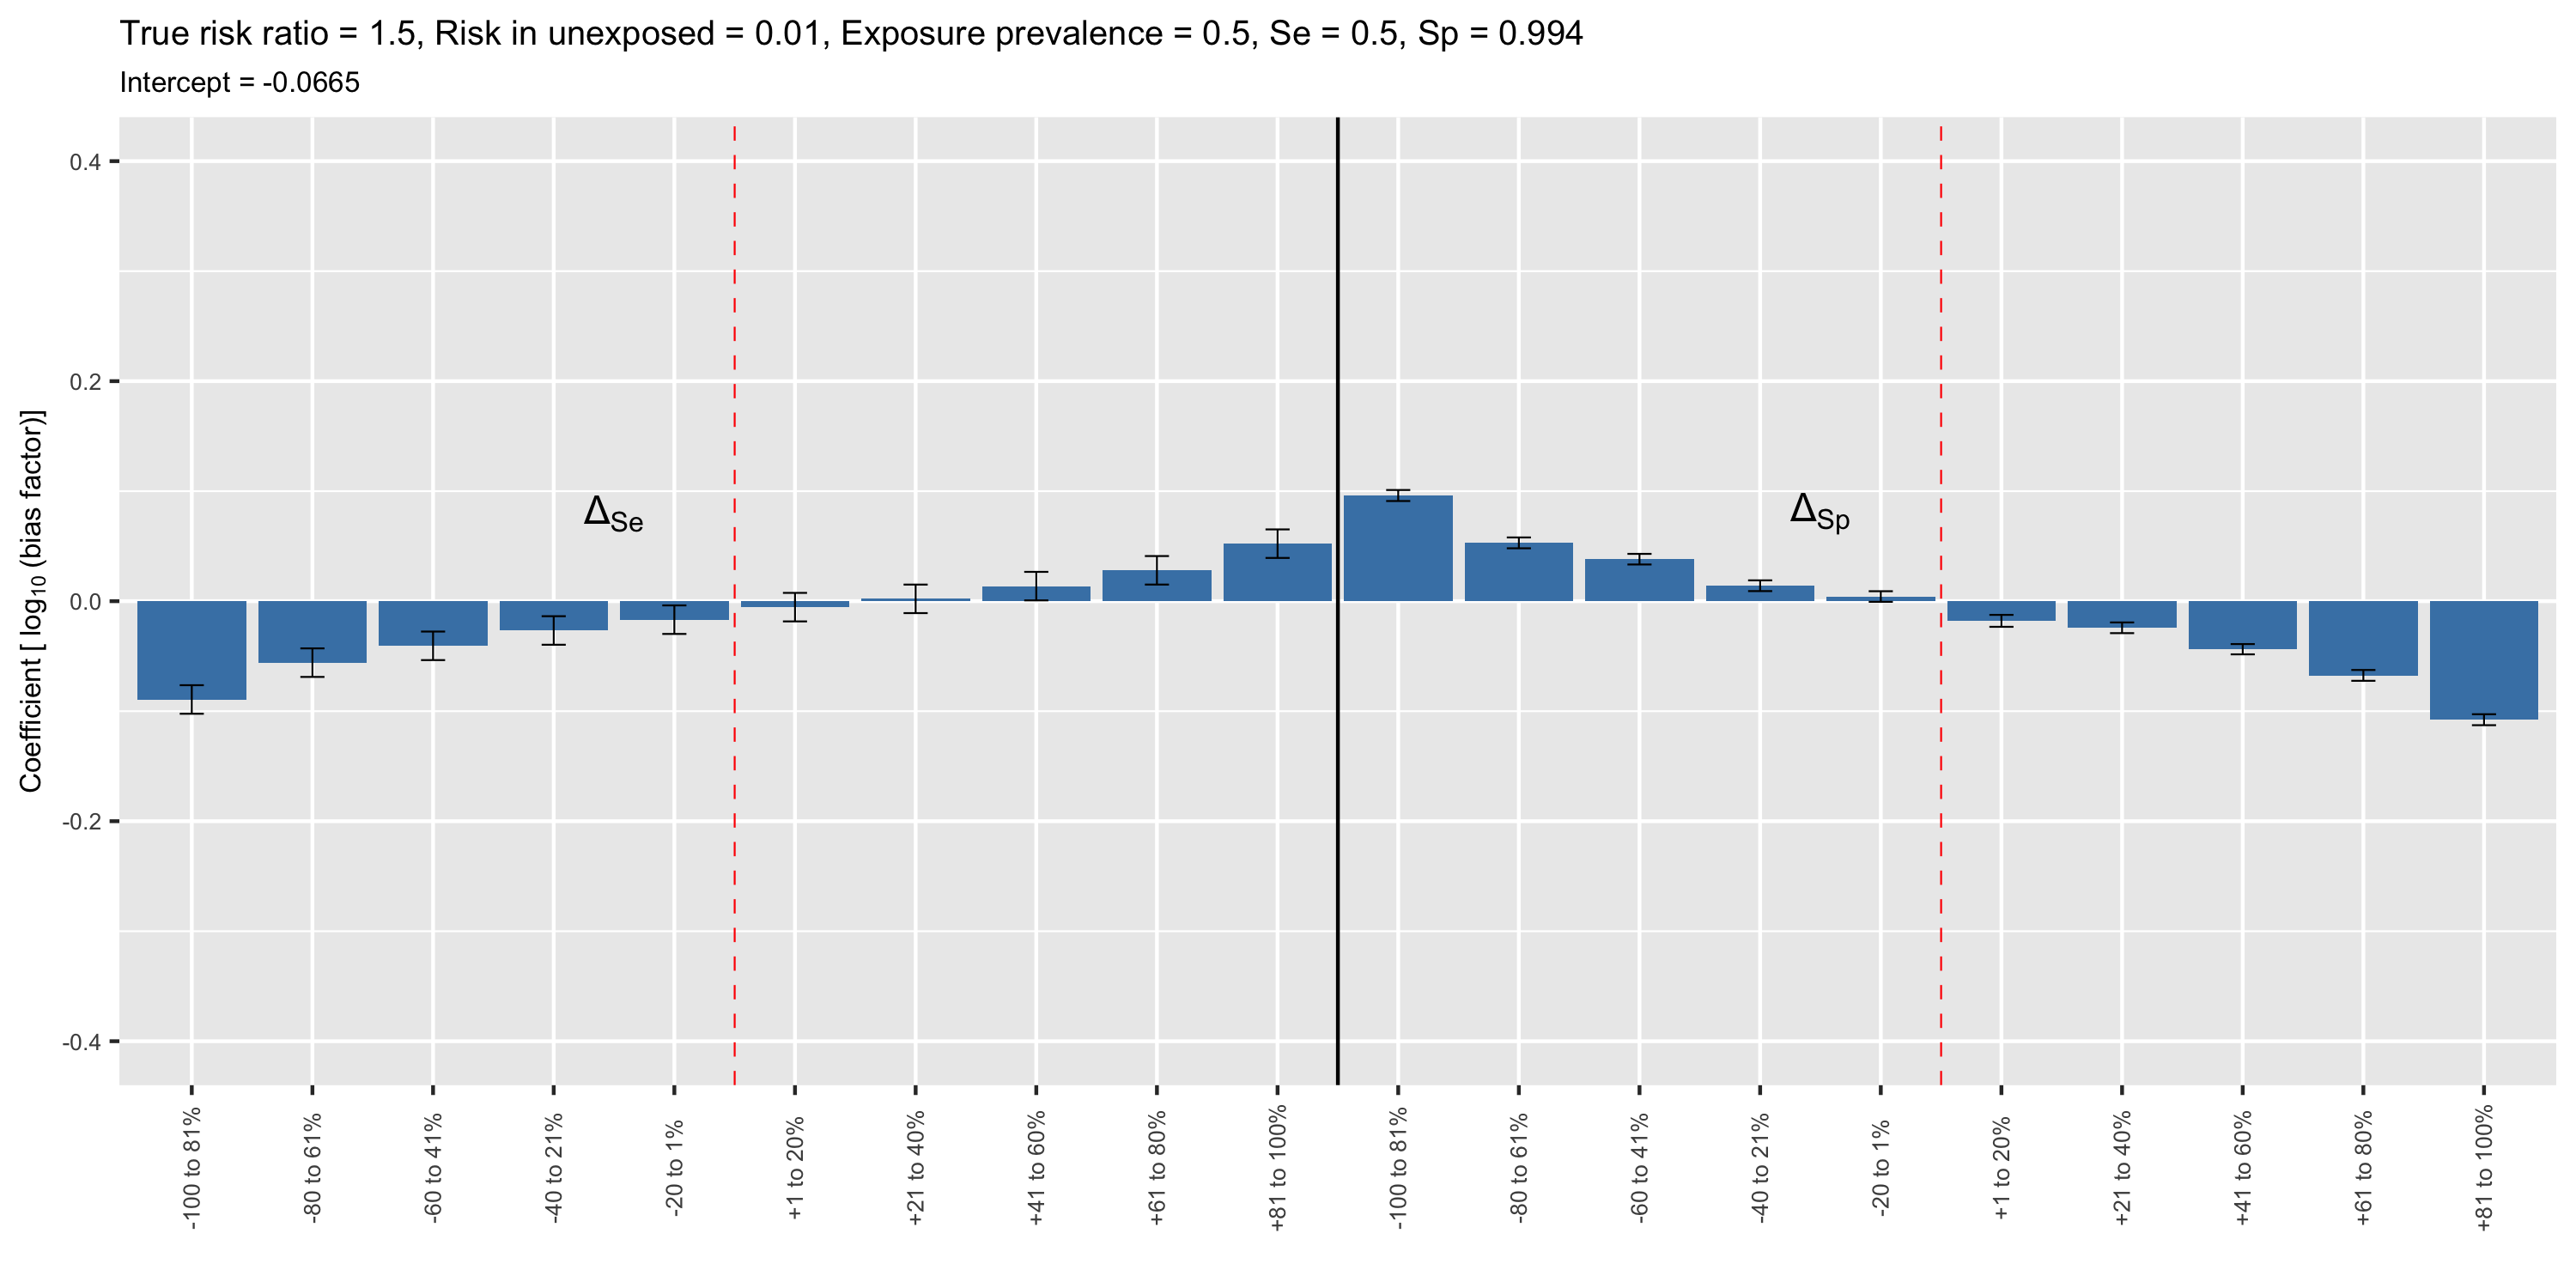 True risk ratio = 1.5, Risk in unexposed = 0.01, Exposure prevalence = 0.5, Se = 0.5, Sp = 0.994
Intercept = -0.0665
Coefficient [ log₁₀ (bias factor)]
0.4
0.2
0.0
-0.2
-0.4
Δ_Se
Δ_Sp
-100 to 81%
-80 to 61%
-60 to 41%
-40 to 21%
-20 to 1%
+1 to 20%
+21 to 40%
+41 to 60%
+61 to 80%
+81 to 100%
-100 to 81%
-80 to 61%
-60 to 41%
-40 to 21%
-20 to 1%
+1 to 20%
+21 to 40%
+41 to 60%
+61 to 80%
+81 to 100%